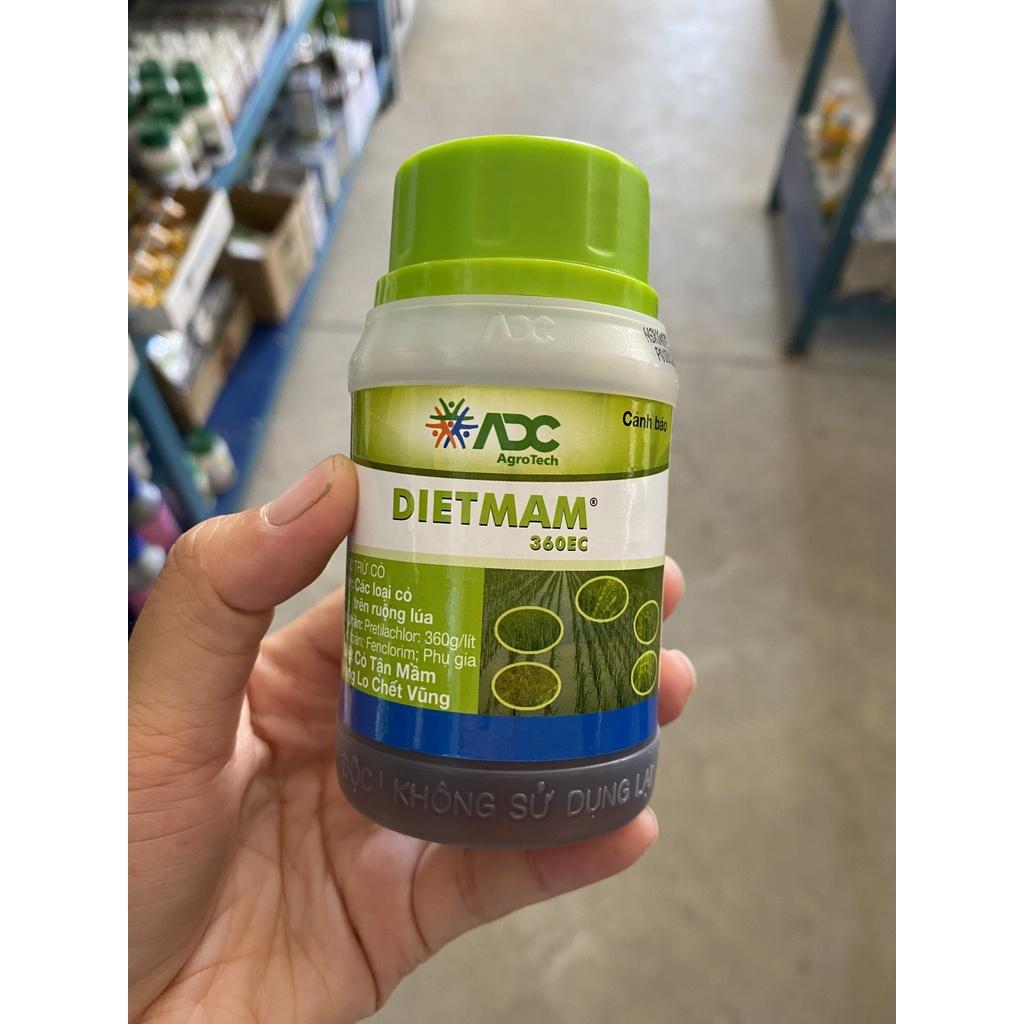 ADC
ADC
AgroTech
Cảnh báo
DIETMAM®
360EC
TRỪ CỎ
Các loại cỏ
trên ruộng lúa
Pretilachlor: 360g/lít
Fenclorim; Phụ gia
Cỏ Tận Mầm
Lo Chết Vũng
KHÔNG SỬ DỤNG LẠI